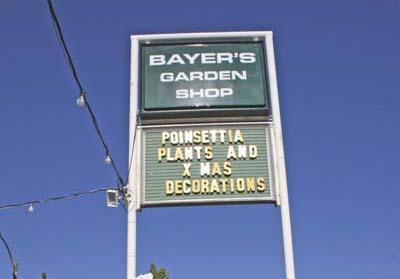 BAYER'S
GARDEN
SHOP
POINSETTIA
PLANTS AND
X MAS
DECORATIONS